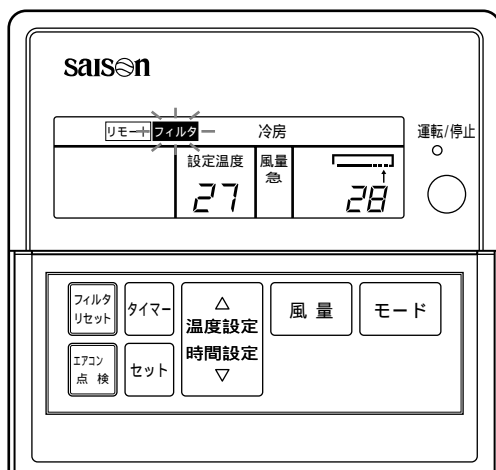 saison
リモート フィルタ 冷房
運転/停止
設定温度 風量
急
27 28
フィルタ
リセット
タイマー
温度設定
時間設定
風量
モード
エアコン
点検
セット